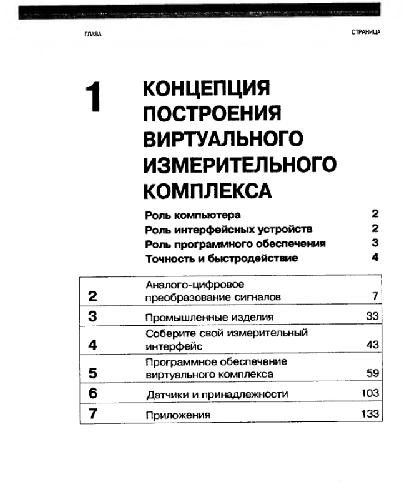 ГЛАВА СТРАНИЦА
1 КОНЦЕПЦИЯ
ПОСТРОЕНИЯ
ВИРТУАЛЬНОГО
ИЗМЕРИТЕЛЬНОГО
КОМПЛЕКСА
Роль компьютера 2
Роль интерфейсных устройств 2
Роль программного обеспечения 3
Точность и быстродействие 4
2 Аналого-цифровое
преобразование сигналов 7
3 Промышленные изделия 33
4 Соберите свой измерительный
интерфейс 43
5 Программное обеспечение
виртуального комплекса 59
6 Датчики и принадлежности 103
7 Приложения 133